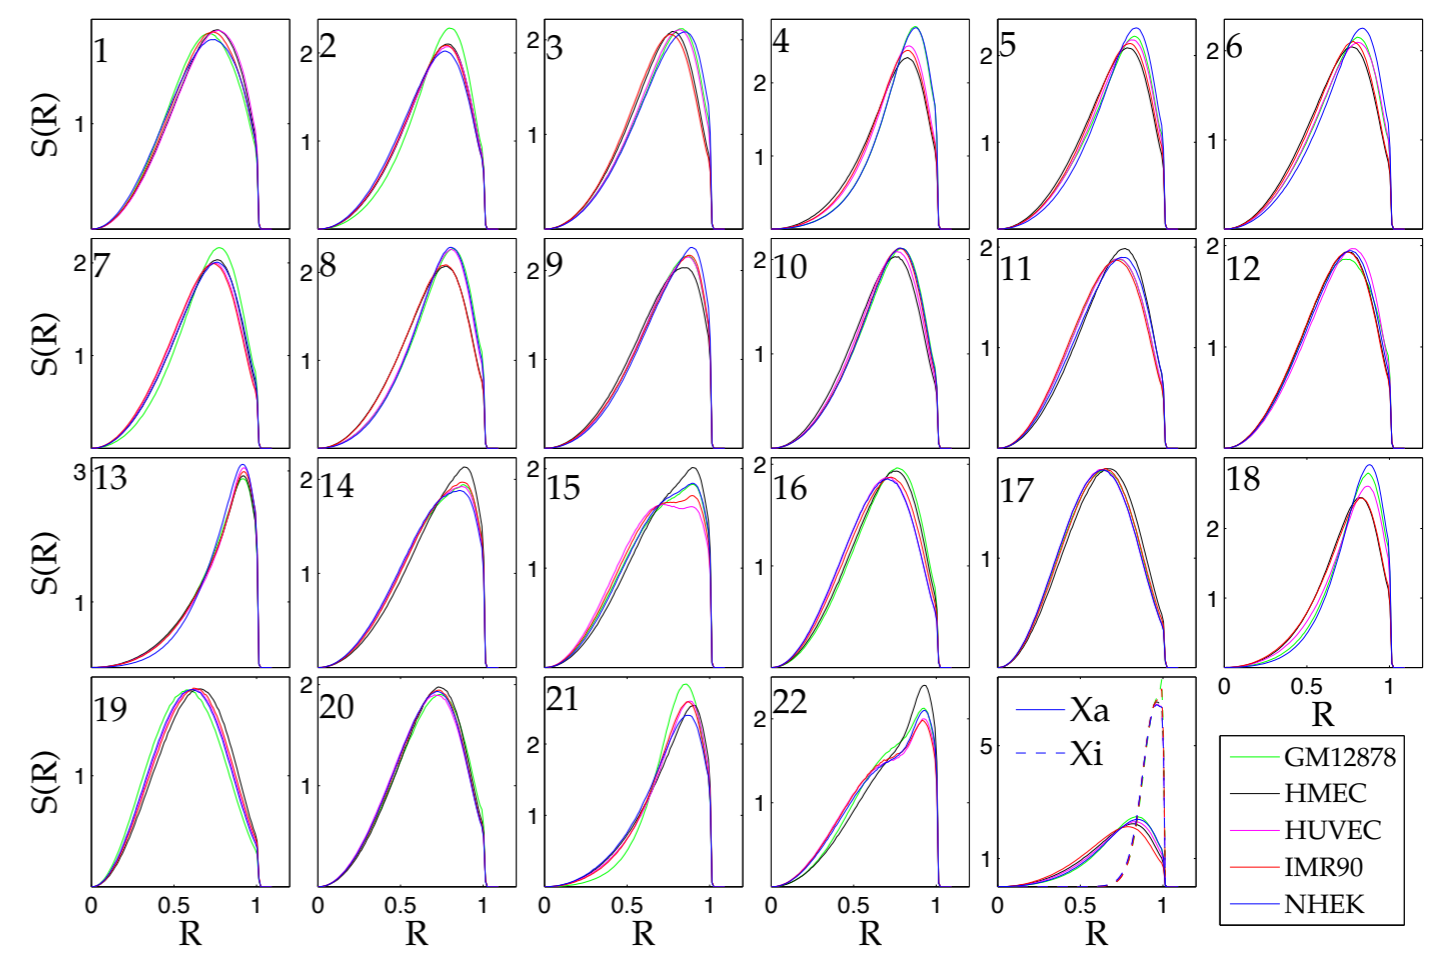 S(R) 1 1 2 1 2 3 2 1 4 2 1 5 2 1 6 2 1
S(R) 7 2 1 8 2 1 9 2 1 10 2 1 11 2 1 12 2 1
S(R) 13 3 1 14 2 1 15 2 1 16 2 1 17 1 18 2 1
0 0.5 1
R
S(R) 19 1 20 2 1 21 2 1 22 2 1 5 1
Xa
Xi
GM12878
HMEC
HUVEC
IMR90
NHEK
0 0.5 1 0 0.5 1 0 0.5 1 0 0.5 1 0 0.5 1
R R R R R